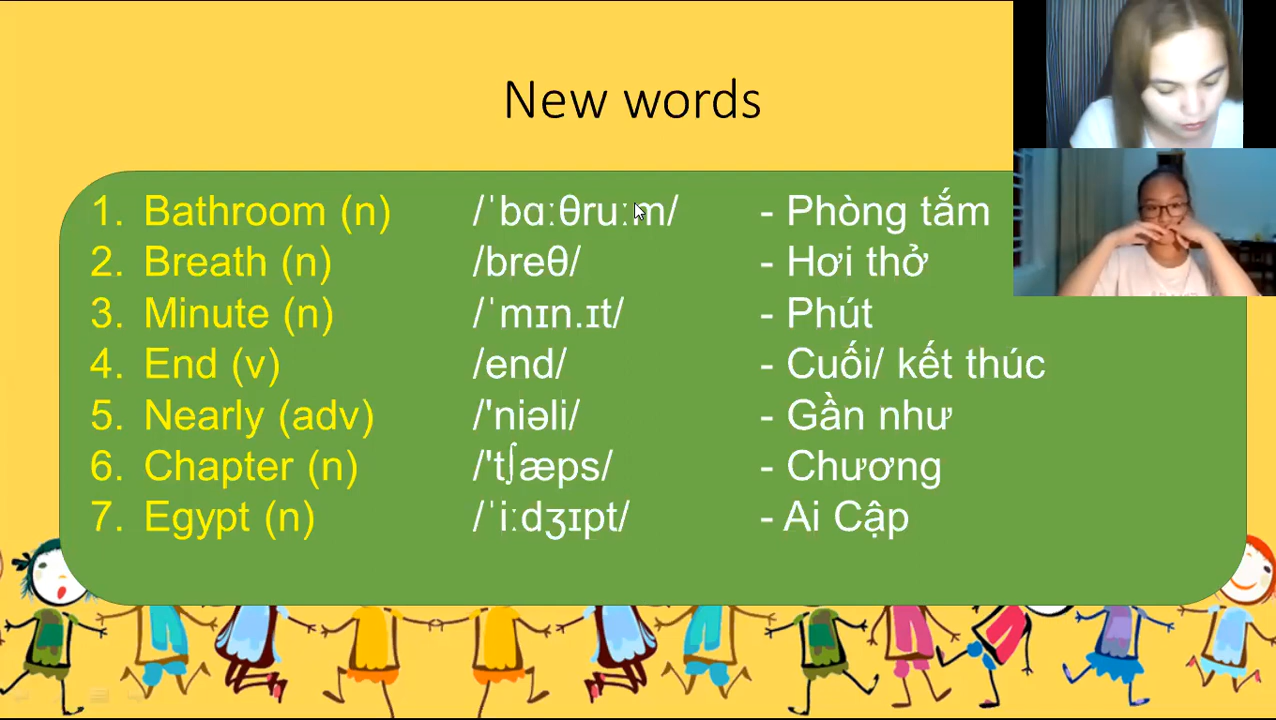 New words
1. Bathroom (n) /ˈbɑːθruːm/ - Phòng tắm
2. Breath (n) /breθ/ - Hơi thở
3. Minute (n) /ˈmɪn.ɪt/ - Phút
4. End (v) /end/ - Cuối/ kết thúc
5. Nearly (adv) /'niəli/ - Gần như
6. Chapter (n) /'t∫æps/ - Chương
7. Egypt (n) /ˈiːdʒɪpt/ - Ai Cập